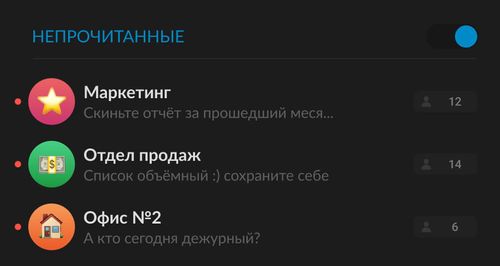 НЕПРОЧИТАННЫЕ
Маркетинг
Скиньте отчёт за прошедший меся...
12
Отдел продаж
Список объёмный :) сохраните себе
14
Офис №2
А кто сегодня дежурный?
6